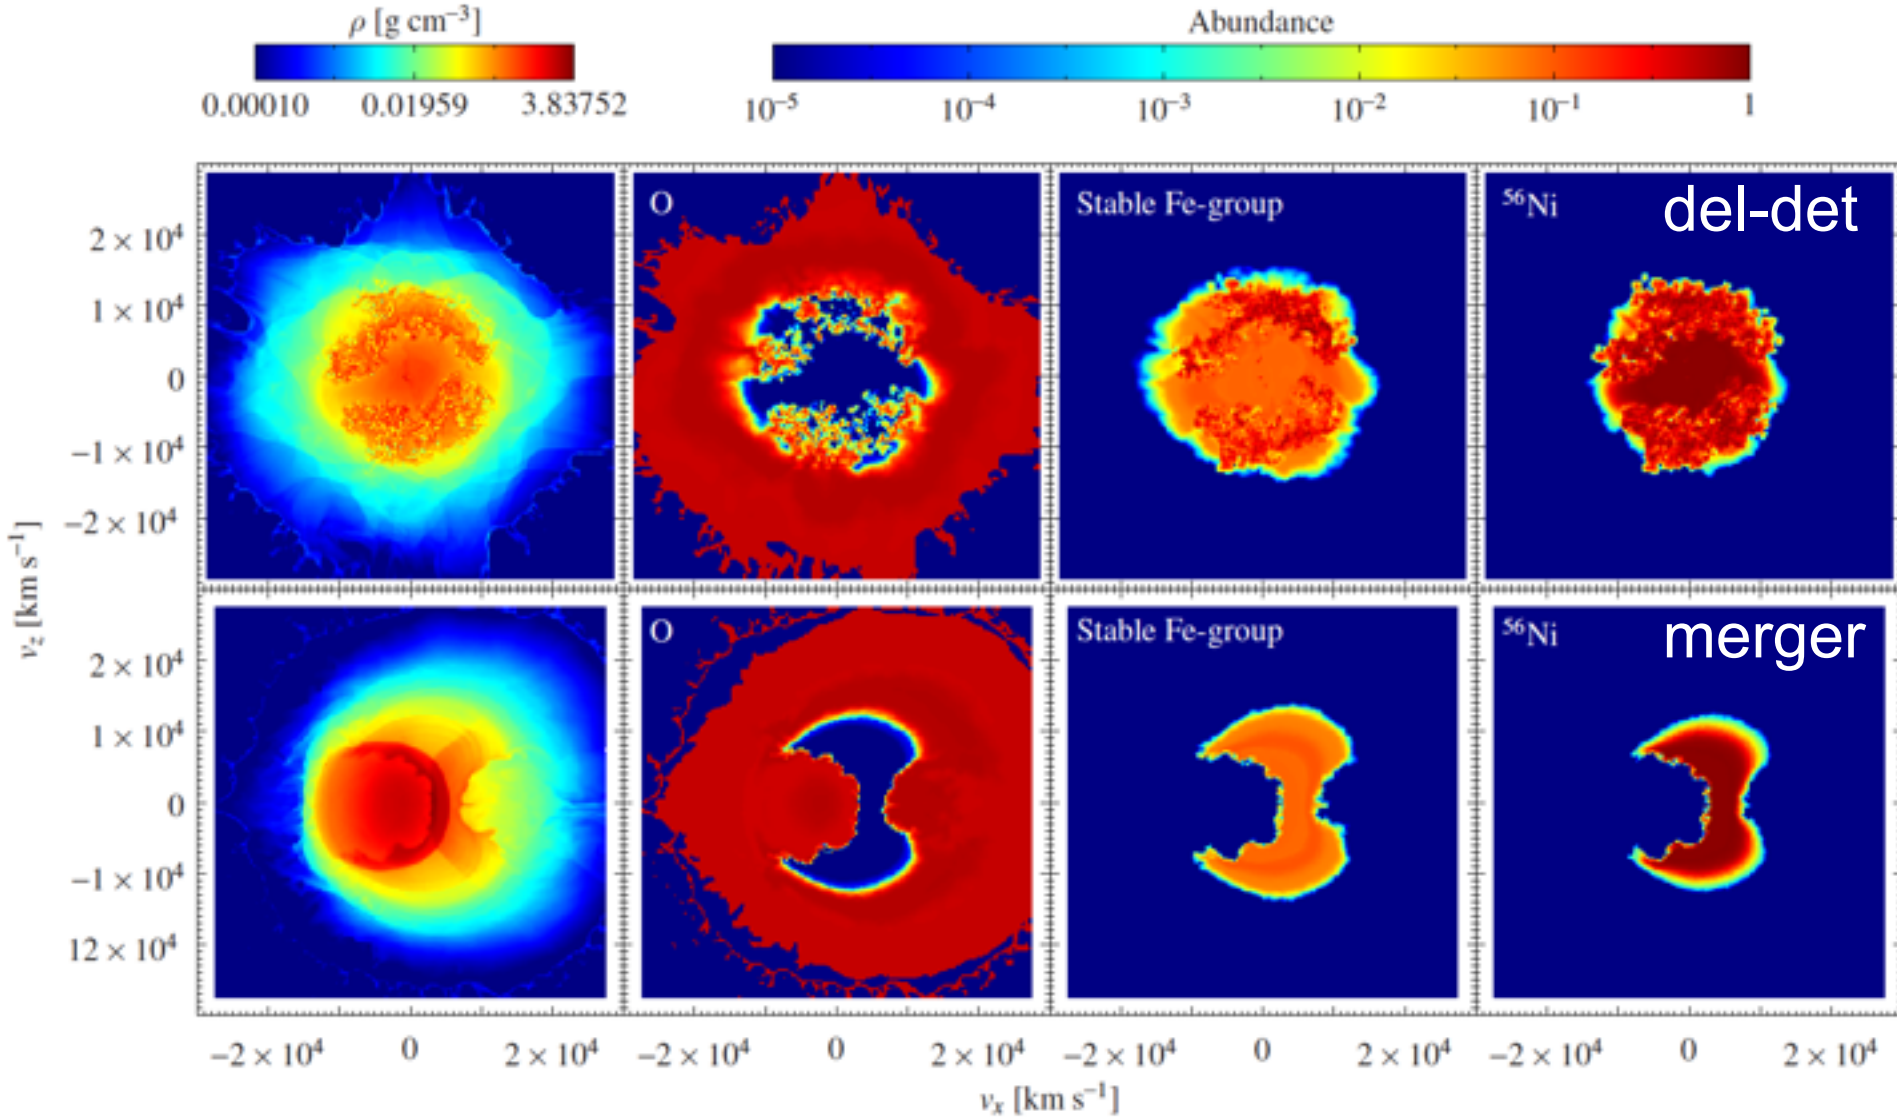 ρ [g cm⁻³]
Abundance
0.00010 0.01959 3.83752
10⁻⁵ 10⁻⁴ 10⁻³ 10⁻² 10⁻¹ 1
O
Stable Fe-group
⁵⁶Ni
del-det
2 × 10⁴
1 × 10⁴
0
−1 × 10⁴
−2 × 10⁴
v_z [km s⁻¹]
O
Stable Fe-group
⁵⁶Ni
merger
2 × 10⁴
1 × 10⁴
0
−1 × 10⁴
12 × 10⁴
−2 × 10⁴ 0 2 × 10⁴ −2 × 10⁴ 0 2 × 10⁴ −2 × 10⁴ 0 2 × 10⁴ −2 × 10⁴ 0 2 × 10⁴
v_x [km s⁻¹]